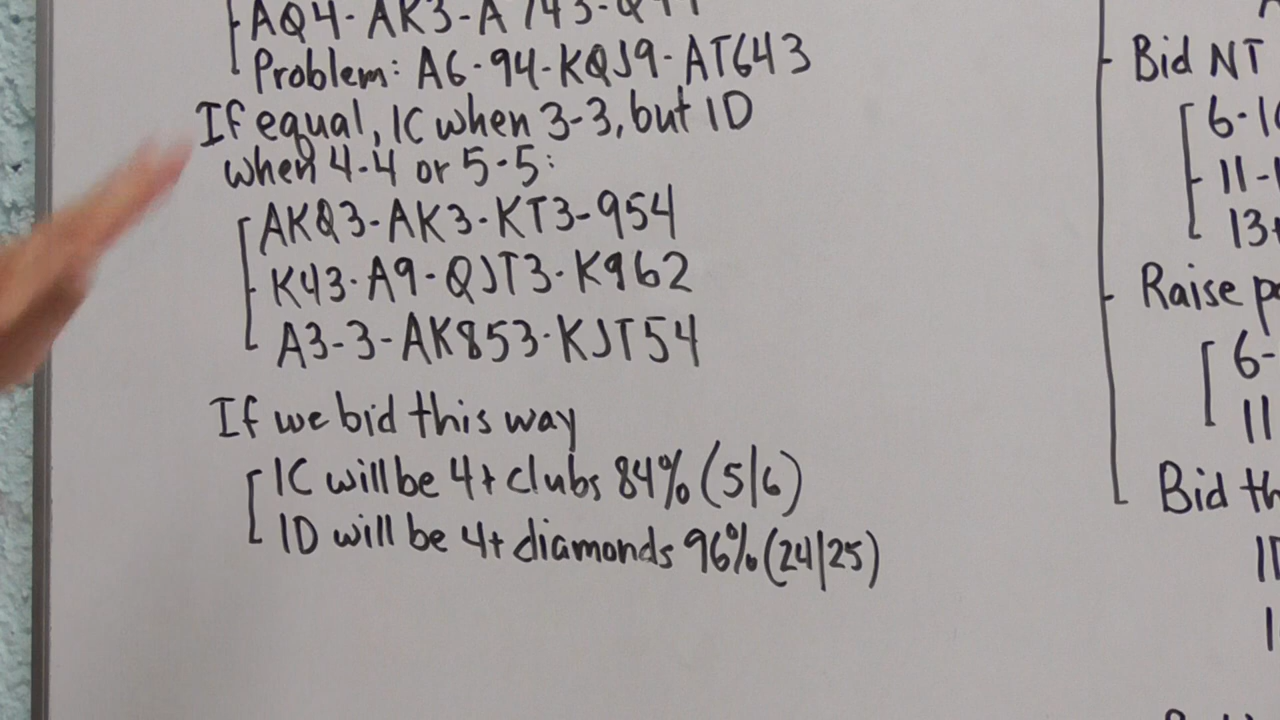 AQ4-AK3-A743-Q
Problem: A6-94-KQJ9-AT643
If equal, 1C when 3-3, but 1D
when 4-4 or 5-5:
AKQ3-AK3-KT3-954
K43-A9-QJT3-K962
A3-3-AK853-KJT54
If we bid this way
1C will be 4+ clubs 84% (5/6)
1D will be 4+ diamonds 96% (24/25)
Bid NT
6-1
11-1
13+
Raise
6-
11
Bid
1